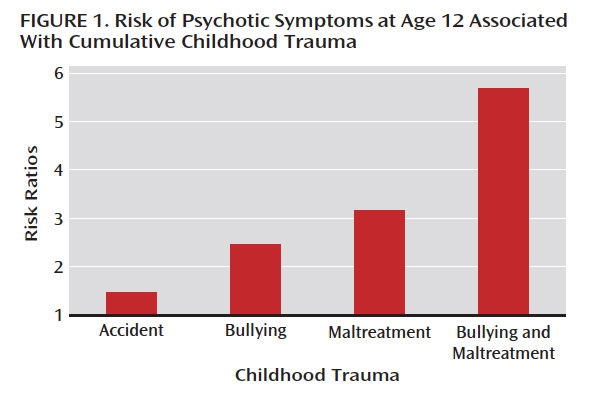 FIGURE 1. Risk of Psychotic Symptoms at Age 12 Associated
With Cumulative Childhood Trauma
6
5
4
3
2
1
Risk Ratios
Accident
Bullying
Maltreatment
Bullying and
Maltreatment
Childhood Trauma